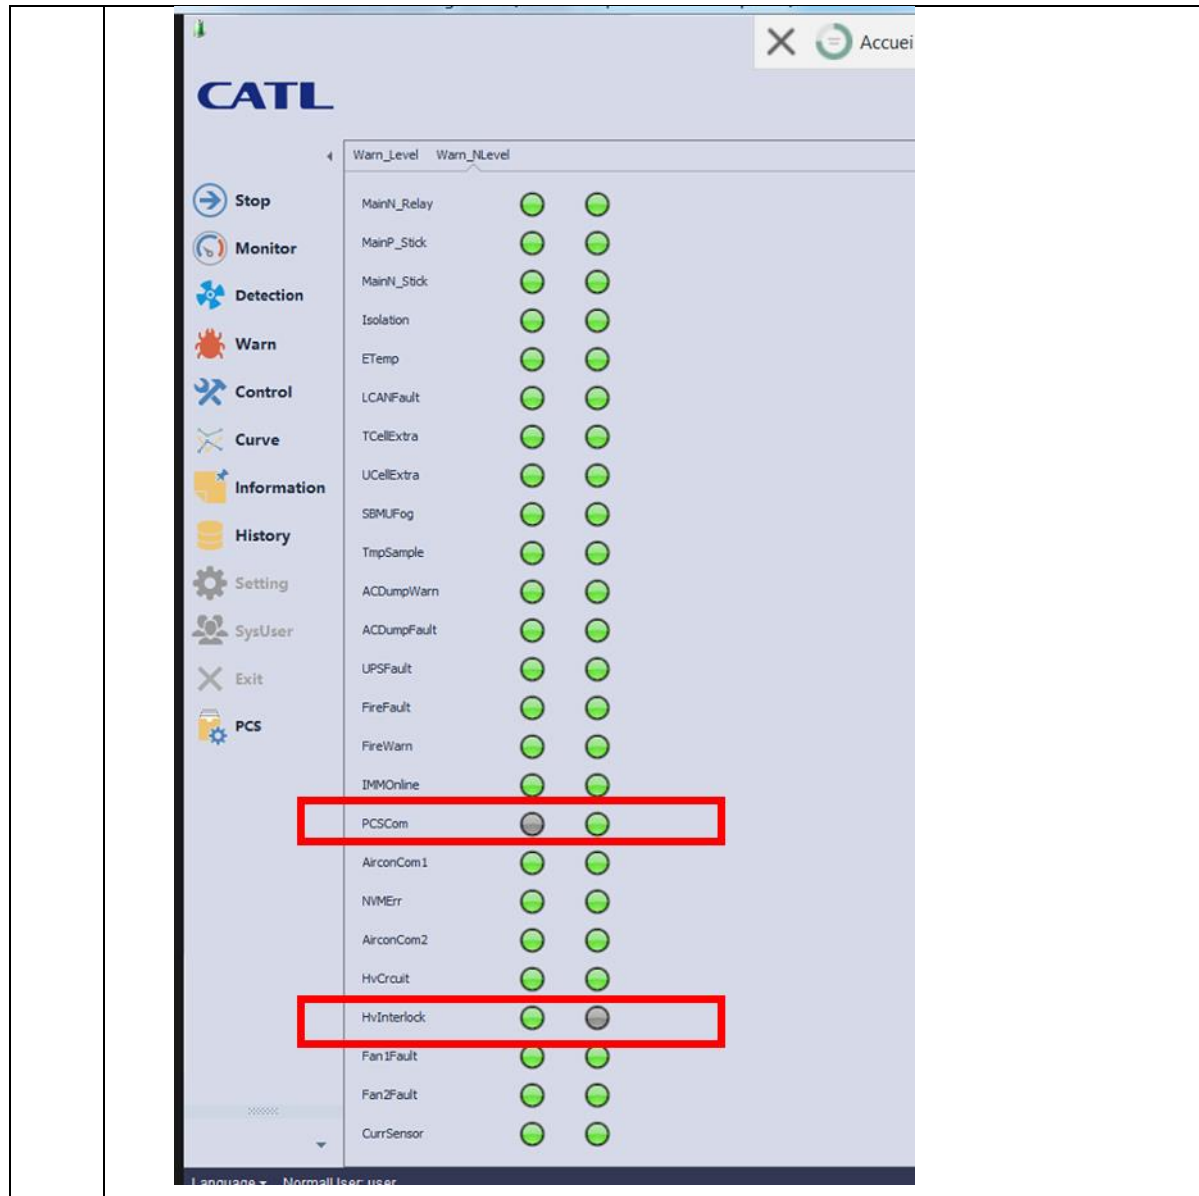 Accuei
CATL
Warn_Level Warn_NLevel
Stop
Monitor
Detection
Warn
Control
Curve
Information
History
Setting
SysUser
Exit
PCS
MainN_Relay
MainP_Stick
MainN_Stick
Isolation
ETemp
LCANFault
TCellExtra
UCellExtra
SBMUFog
TmpSample
ACDumpWarn
ACDumpFault
UPSFault
FireFault
FireWarn
IMMOnline
PCSCom
AirconCom1
NVMErr
AirconCom2
HvCrcuit
HvInterlock
Fan1Fault
Fan2Fault
CurrSensor
Language NormalUser: user